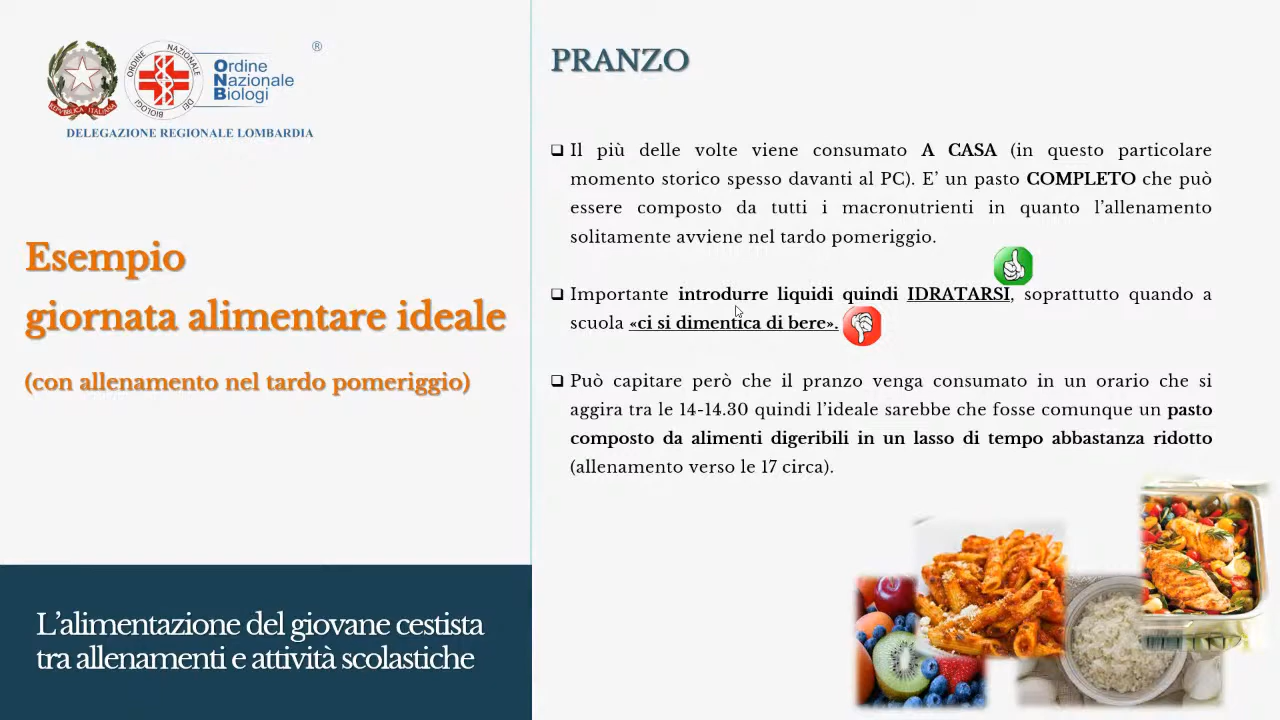 ®
Ordine
Nazionale
Biologi
ORDINE NAZIONALE DEI BIOLOGI
REPVBBLICA ITALIANA
DELEGAZIONE REGIONALE LOMBARDIA
Esempio
giornata alimentare ideale
(con allenamento nel tardo pomeriggio)
L’alimentazione del giovane cestista
tra allenamenti e attività scolastiche
PRANZO
Il più delle volte viene consumato A CASA (in questo particolare
momento storico spesso davanti al PC). E’ un pasto COMPLETO che può
essere composto da tutti i macronutrienti in quanto l’allenamento
solitamente avviene nel tardo pomeriggio.
Importante introdurre liquidi quindi IDRATARSI, soprattutto quando a
scuola «ci si dimentica di bere».
Può capitare però che il pranzo venga consumato in un orario che si
aggira tra le 14-14.30 quindi l’ideale sarebbe che fosse comunque un pasto
composto da alimenti digeribili in un lasso di tempo abbastanza ridotto
(allenamento verso le 17 circa).